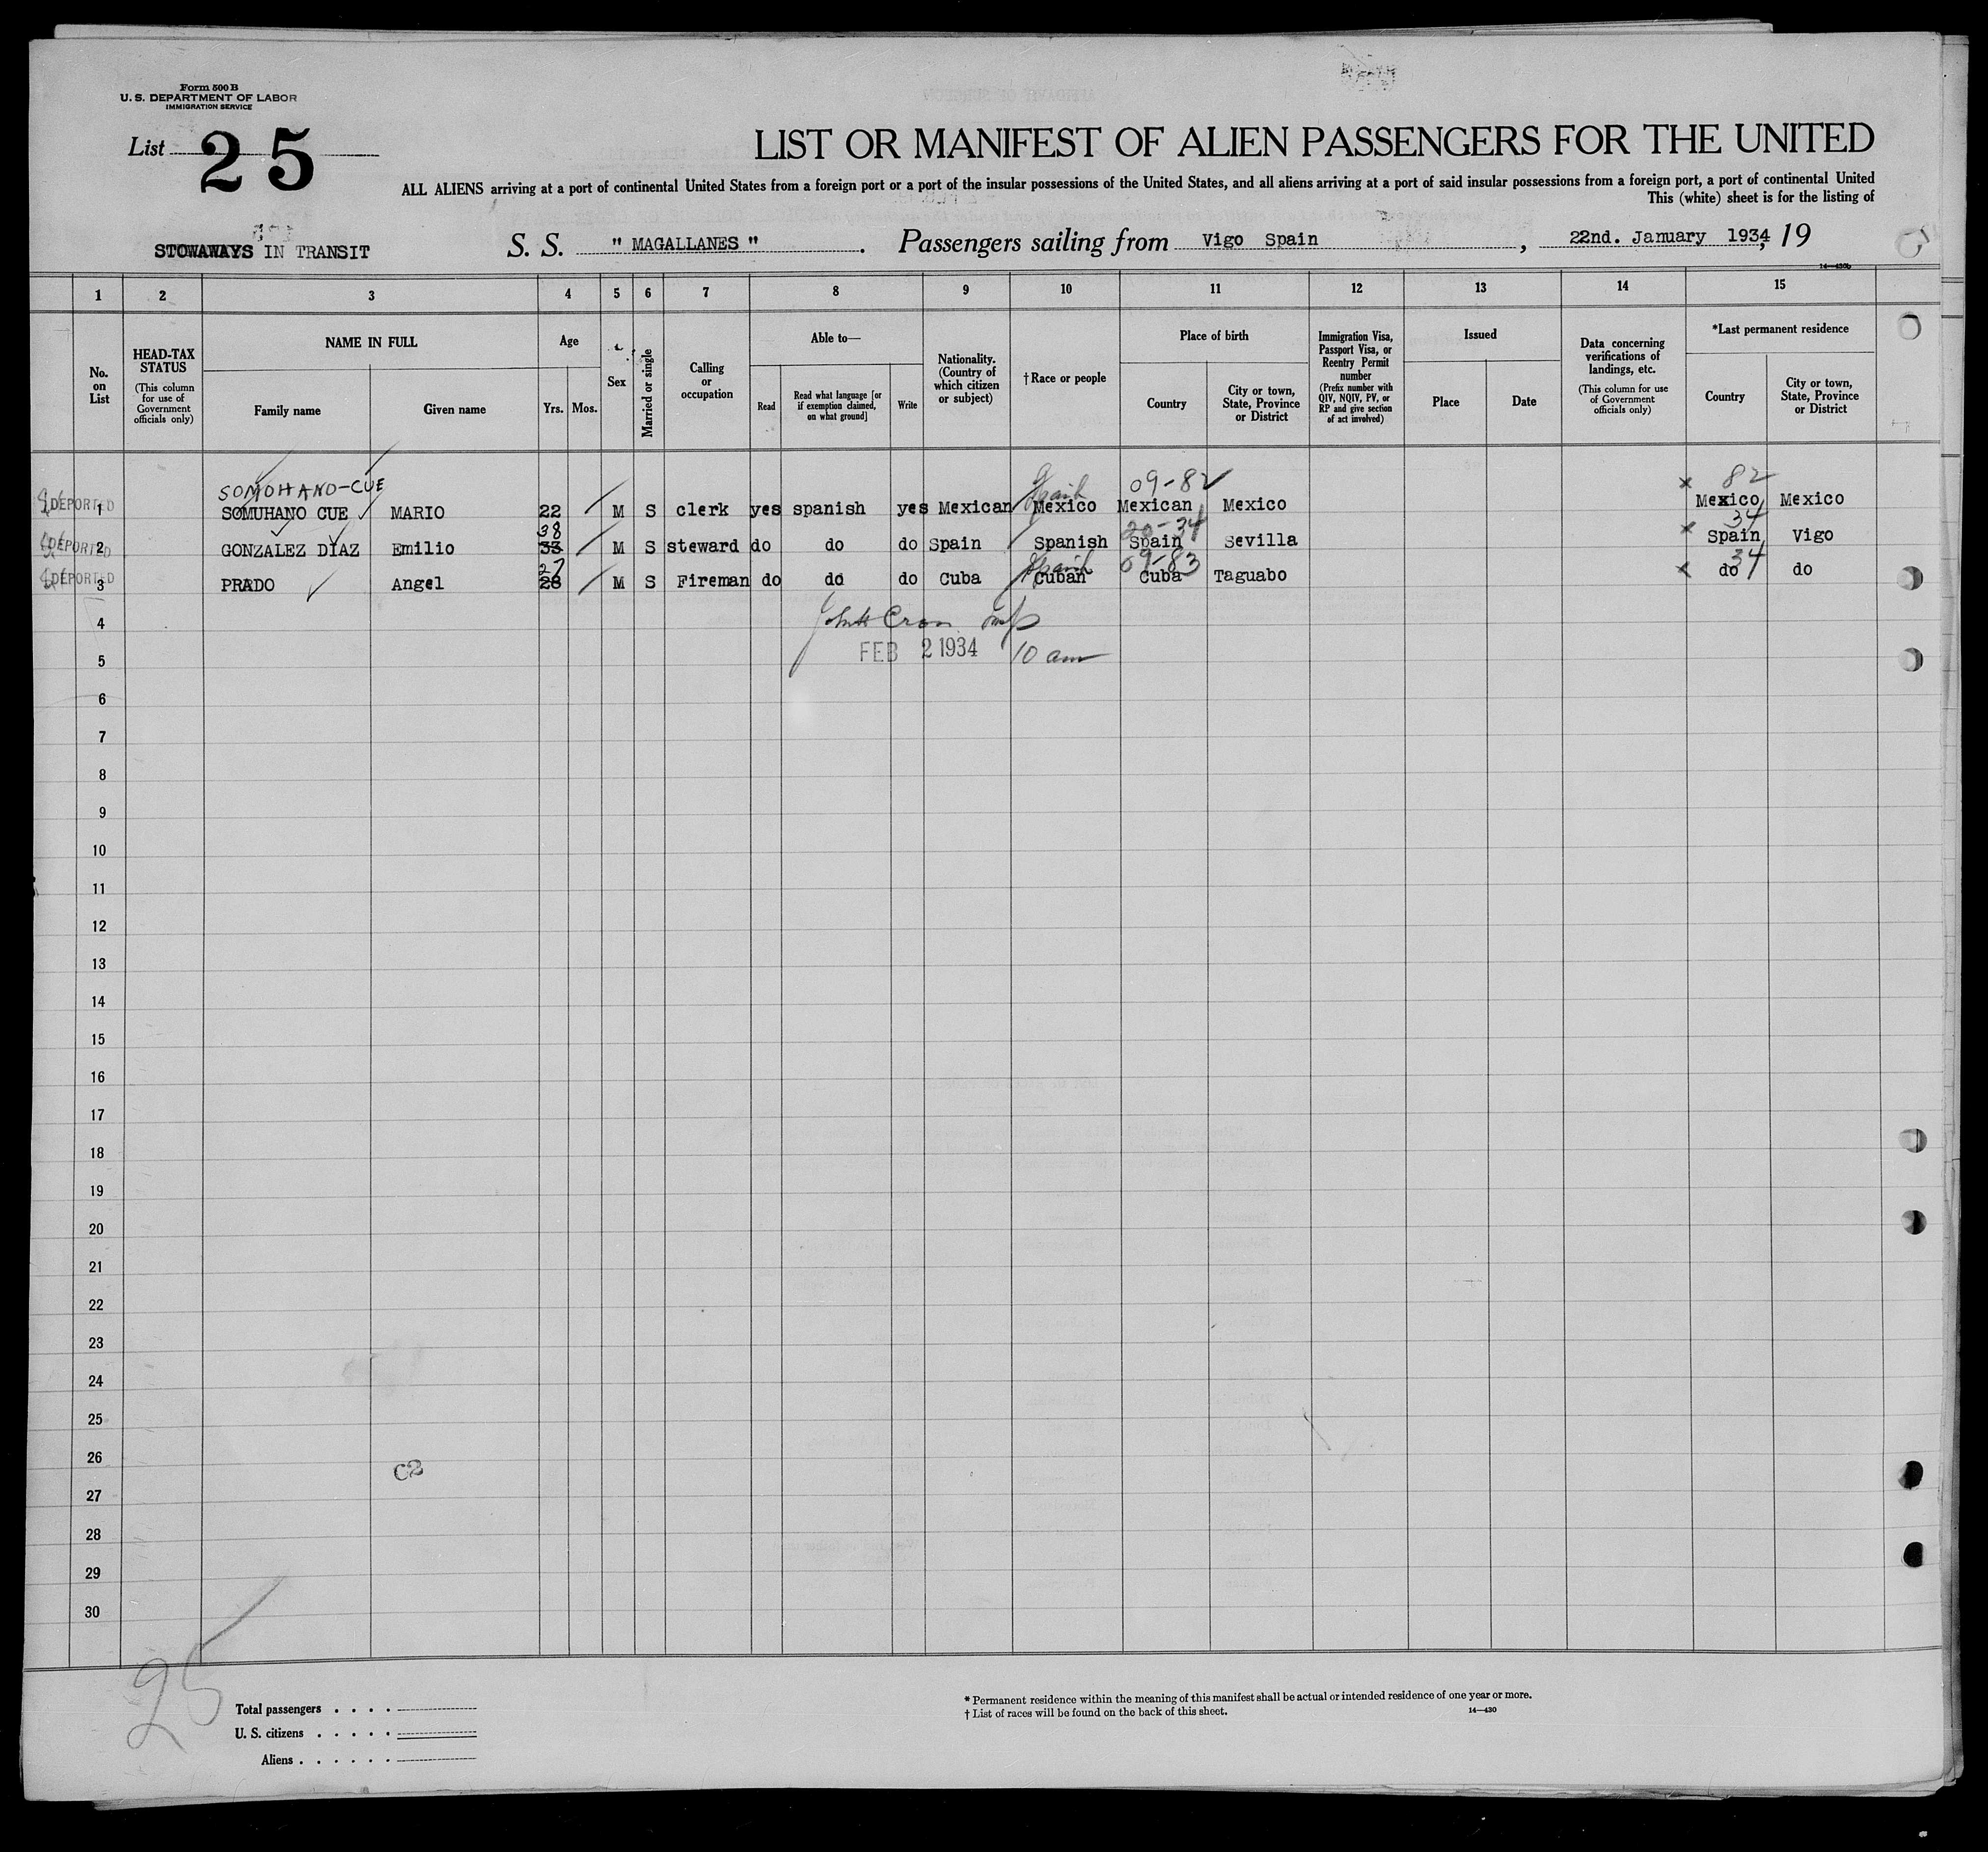 Form 500 B
U. S. DEPARTMENT OF LABOR
IMMIGRATION SERVICE
List 25
LIST OR MANIFEST OF ALIEN PASSENGERS FOR THE UNITED
ALL ALIENS arriving at a port of continental United States from a foreign port or a port of the insular possessions of the United States, and all aliens arriving at a port of said insular possessions from a foreign port, a port of continental United
This (white) sheet is for the listing of
STOWAWAYS IN TRANSIT S. S. " MAGALLANES ". Passengers sailing from Vigo Spain, 22nd. January 1934, 19
14—430b
1 2 3 4 5 6 7 8 9 10 11 12 13 14 15
No. on List
HEAD-TAX STATUS
(This column for use of Government officials only)
NAME IN FULL
Family name Given name
Age
Yrs. Mos.
Sex
Married or single
Calling or occupation
Able to—
Read
Read what language [or if exemption claimed, on what ground]
Write
Nationality. (Country of which citizen or subject)
† Race or people
Place of birth
Country
City or town, State, Province or District
Immigration Visa, Passport Visa, or Reentry Permit number
(Prefix number with QIV, NQIV, PV, or RP and give section of act involved)
Issued
Place Date
Data concerning verifications of landings, etc.
(This column for use of Government officials only)
*Last permanent residence
Country
City or town, State, Province or District
SOMOHANO-CUE Spanish 09-82 x 82
DEPORTED 1 SOMUHANO CUE MARIO 22 M S clerk yes spanish yes Mexican Mexico Mexican Mexico Mexico Mexico
38 20-34 x 34
DEPORTED 2 GONZALEZ DIAZ Emilio 33 M S steward do do do Spain Spanish Spain Sevilla Spain Vigo
27 Spanish 09-83 x 34
DEPORTED 3 PRADO Angel 28 M S Fireman do do do Cuba Cuban Cuba Taguabo do do
4 John Cron Insp
5 FEB 2 1934 10 am
6
7
8
9
10
11
12
13
14
15
16
17
18
19
20
21
22
23
24
25
26
C2
27
28
29
30
25
Total passengers . . . .
U. S. citizens . . . . .
Aliens . . . . . .
* Permanent residence within the meaning of this manifest shall be actual or intended residence of one year or more.
† List of races will be found on the back of this sheet.
14—430